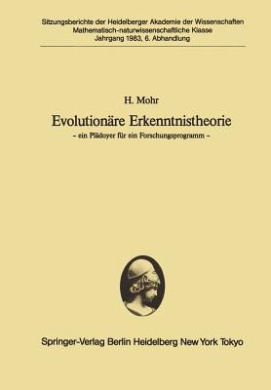 Sitzungsberichte der Heidelberger Akademie der Wissenschaften
Mathematisch-naturwissenschaftliche Klasse
Jahrgang 1983, 6. Abhandlung
H. Mohr
Evolutionäre Erkenntnistheorie
– ein Plädoyer für ein Forschungsprogramm –
Springer-Verlag Berlin Heidelberg New York Tokyo